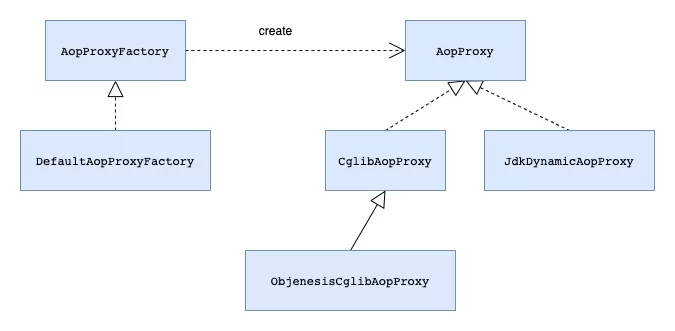 create
AopProxyFactory
AopProxy
DefaultAopProxyFactory
CglibAopProxy
JdkDynamicAopProxy
ObjenesisCglibAopProxy